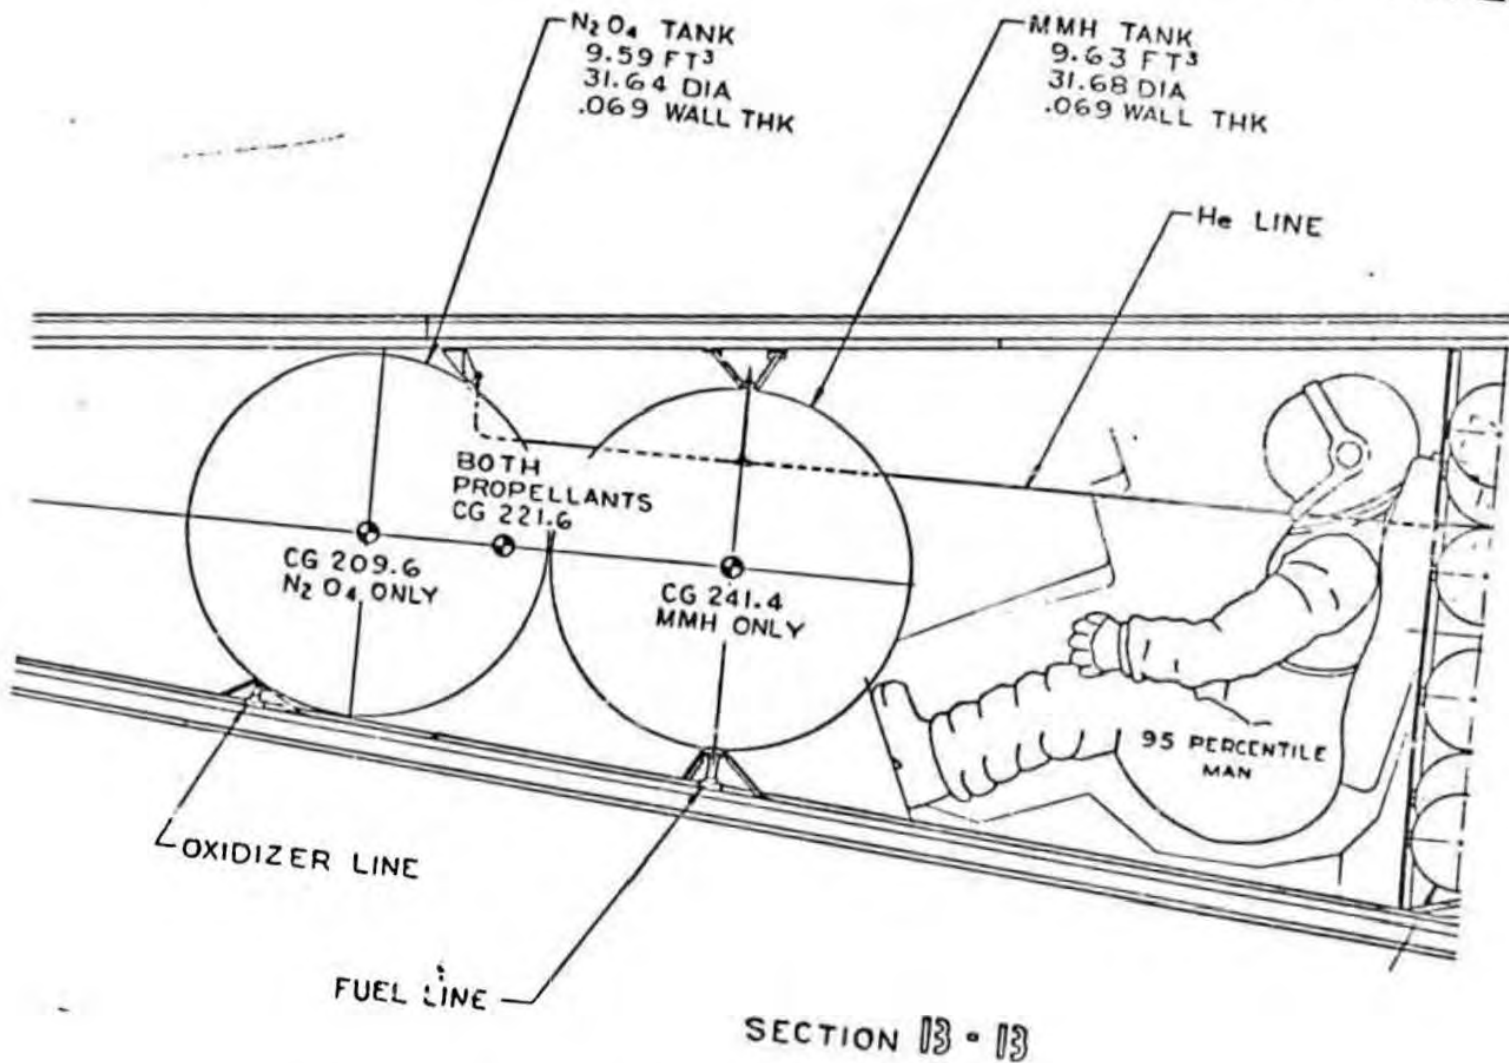 N₂O₄ TANK
9.59 FT³
31.64 DIA
.069 WALL THK
MMH TANK
9.63 FT³
31.68 DIA
.069 WALL THK
He LINE
BOTH
PROPELLANTS
CG 221.6
CG 209.6
N₂O₄ ONLY
CG 241.4
MMH ONLY
95 PERCENTILE
MAN
OXIDIZER LINE
FUEL LINE
SECTION B-B